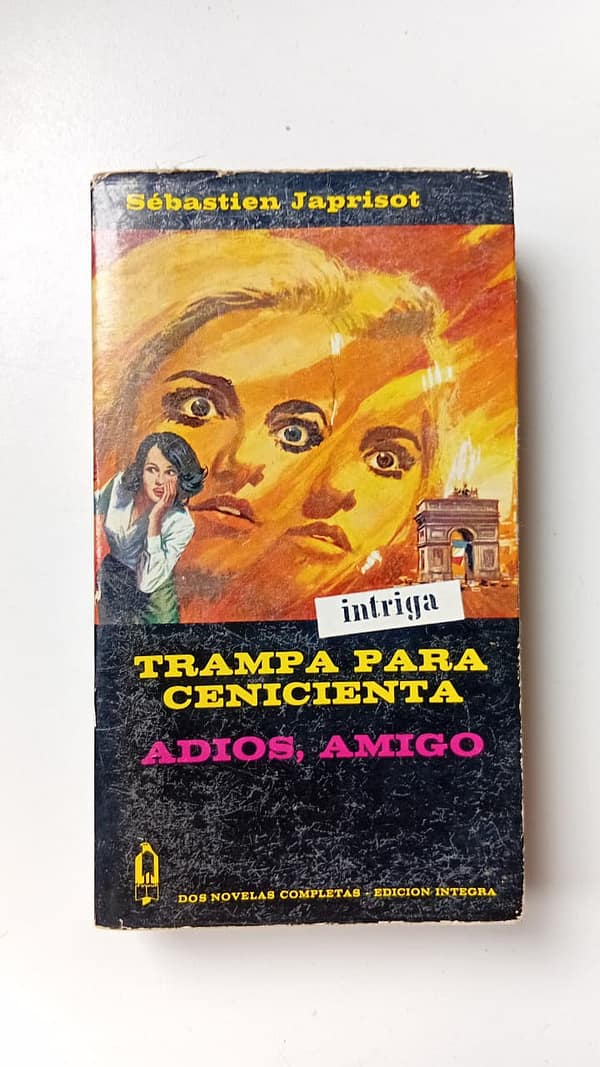 Sébastien Japrisot
intriga
TRAMPA PARA
CENICIENTA
ADIOS, AMIGO
DOS NOVELAS COMPLETAS - EDICION INTEGRA